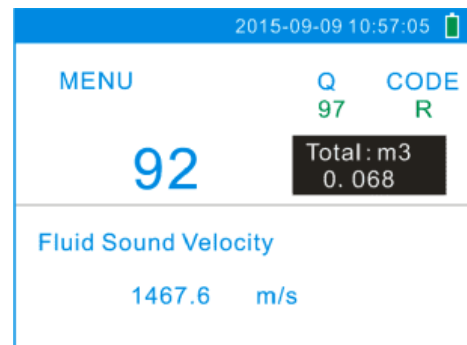 2015-09-09 10:57:05
MENU Q CODE
97 R
92 Total:m3
0. 068
Fluid Sound Velocity
1467.6 m/s